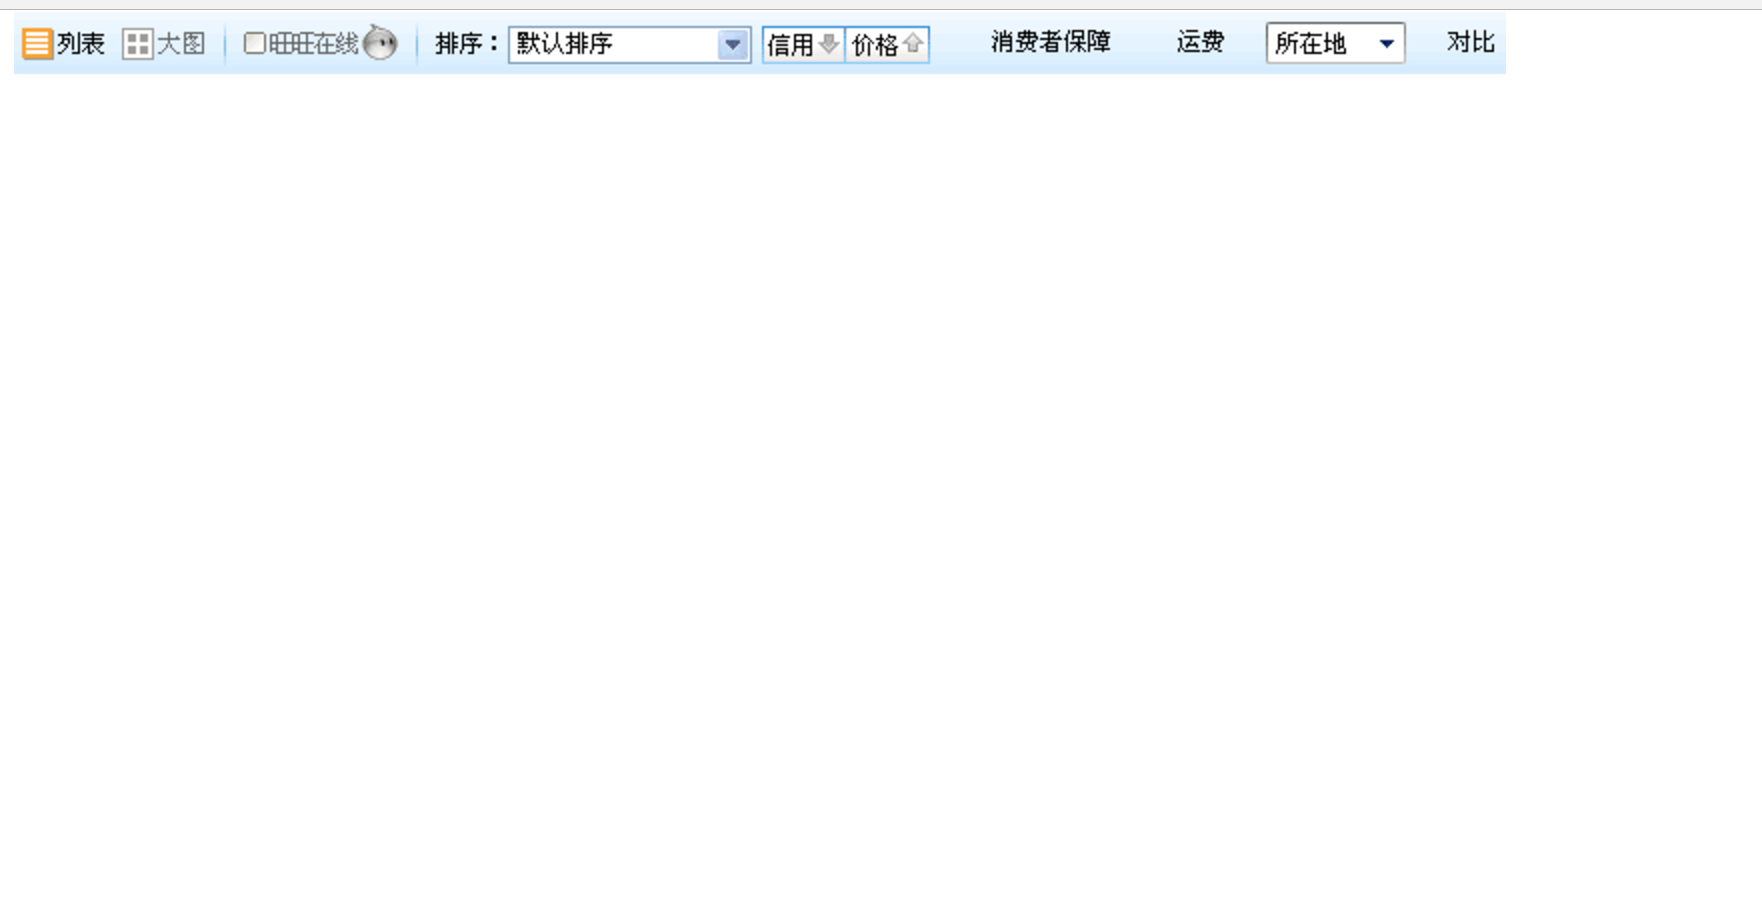 列表 大图 旺旺在线 排序： 默认排序 信用 价格 消费者保障 运费 所在地 对比